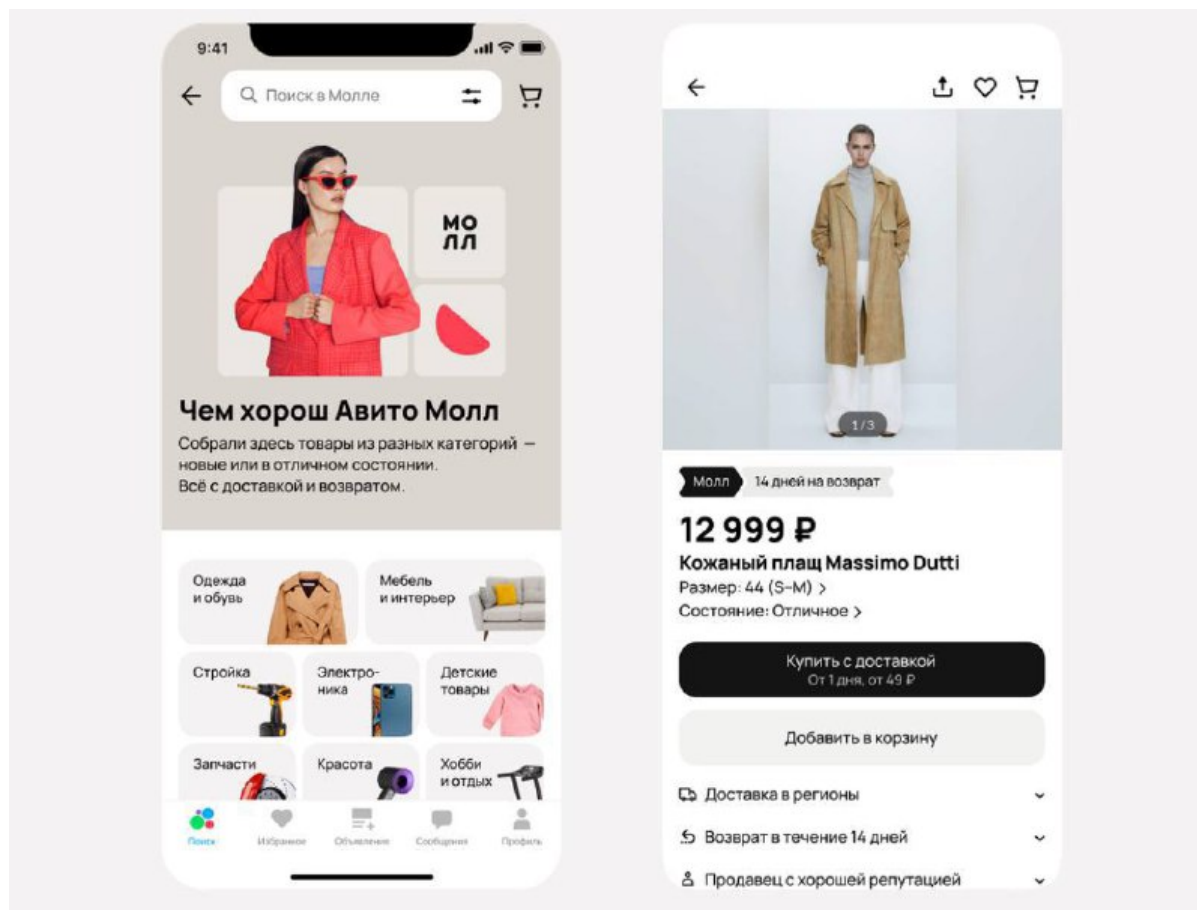 9:41
Поиск в Молле
МО
ЛЛ
Чем хорош Авито Молл
Собрали здесь товары из разных категорий —
новые или в отличном состоянии.
Всё с доставкой и возвратом.
Одежда
и обувь
Мебель
и интерьер
Стройка
Электро-
ника
Детские
товары
Запчасти
Красота
Хобби
и отдых
Поиск
Избранное
Объявления
Сообщения
Профиль
1/3
Молл
14 дней на возврат
12 999 ₽
Кожаный плащ Massimo Dutti
Размер: 44 (S–M) >
Состояние: Отличное >
Купить с доставкой
От 1 дня, от 49 ₽
Добавить в корзину
Доставка в регионы
Возврат в течение 14 дней
Продавец с хорошей репутацией